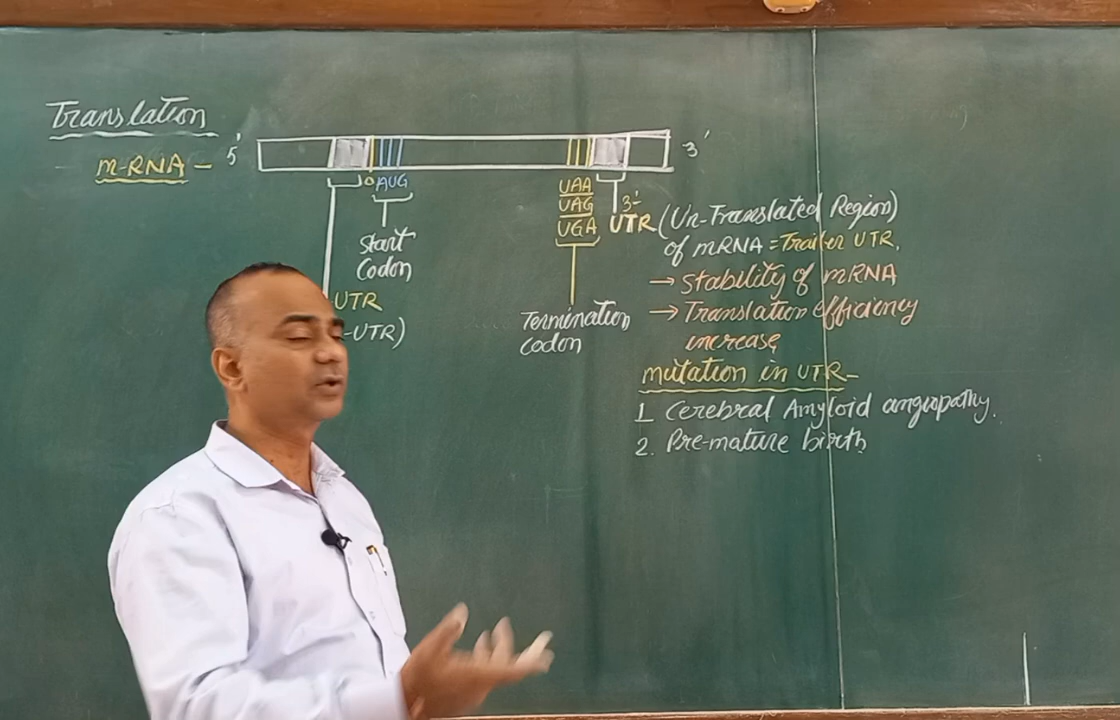 Translation
m-RNA -
5'
3'
AUG
Start
Codon
UTR
-UTR)
UAA
UAG
UGA
Termination
codon
3'-
UTR (Un-Translated Region)
of mRNA = Trailer UTR.
→ Stability of mRNA
→ Translation efficiency
increase
Mutation in UTR-
1 Cerebral Amyloid angiopathy.
2. Pre-mature birth